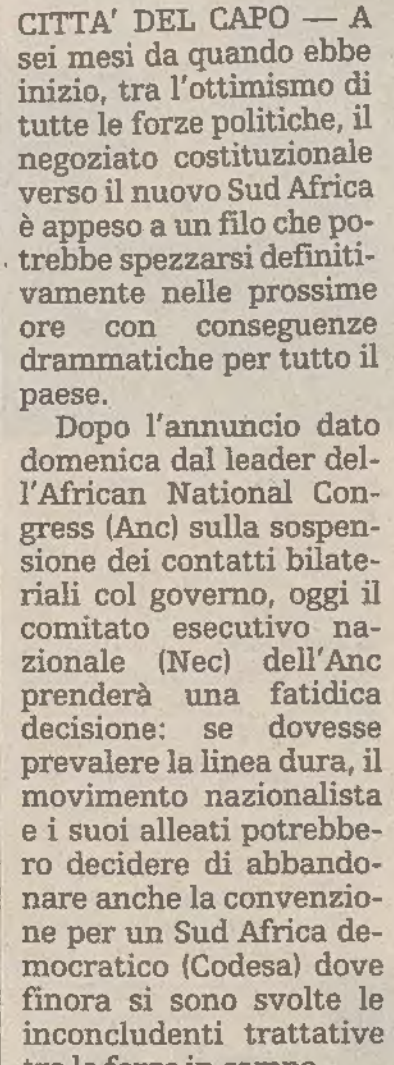 CITTA' DEL CAPO — A
sei mesi da quando ebbe
inizio, tra l'ottimismo di
tutte le forze politiche, il
negoziato costituzionale
verso il nuovo Sud Africa
è appeso a un filo che po-
trebbe spezzarsi definiti-
vamente nelle prossime
ore con conseguenze
drammatiche per tutto il
paese.
Dopo l'annuncio dato
domenica dal leader del-
l'African National Con-
gress (Anc) sulla sospen-
sione dei contatti bilate-
riali col governo, oggi il
comitato esecutivo na-
zionale (Nec) dell'Anc
prenderà una fatidica
decisione: se dovesse
prevalere la linea dura, il
movimento nazionalista
e i suoi alleati potrebbe-
ro decidere di abbando-
nare anche la convenzio-
ne per un Sud Africa de-
mocratico (Codesa) dove
finora si sono svolte le
inconcludenti trattative